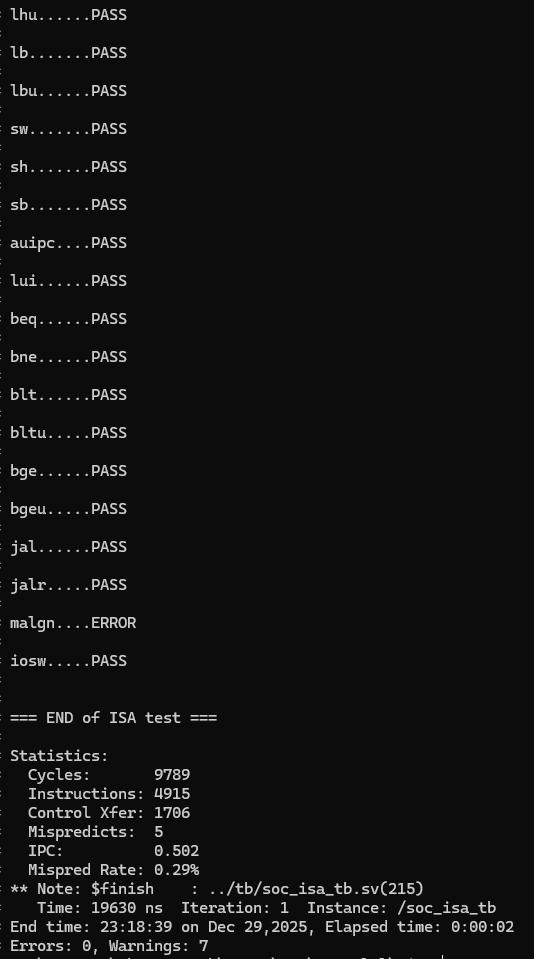 lhu......PASS
lb.......PASS
lbu......PASS
sw.......PASS
sh.......PASS
sb.......PASS
auipc....PASS
lui......PASS
beq......PASS
bne......PASS
blt......PASS
bltu.....PASS
bge......PASS
bgeu.....PASS
jal......PASS
jalr.....PASS
malgn....ERROR
iosw.....PASS
=== END of ISA test ===
Statistics:
Cycles: 9789
Instructions: 4915
Control Xfer: 1706
Mispredicts: 5
IPC: 0.502
Mispred Rate: 0.29%
** Note: $finish : ../tb/soc_isa_tb.sv(215)
Time: 19630 ns Iteration: 1 Instance: /soc_isa_tb
End time: 23:18:39 on Dec 29,2025, Elapsed time: 0:00:02
Errors: 0, Warnings: 7